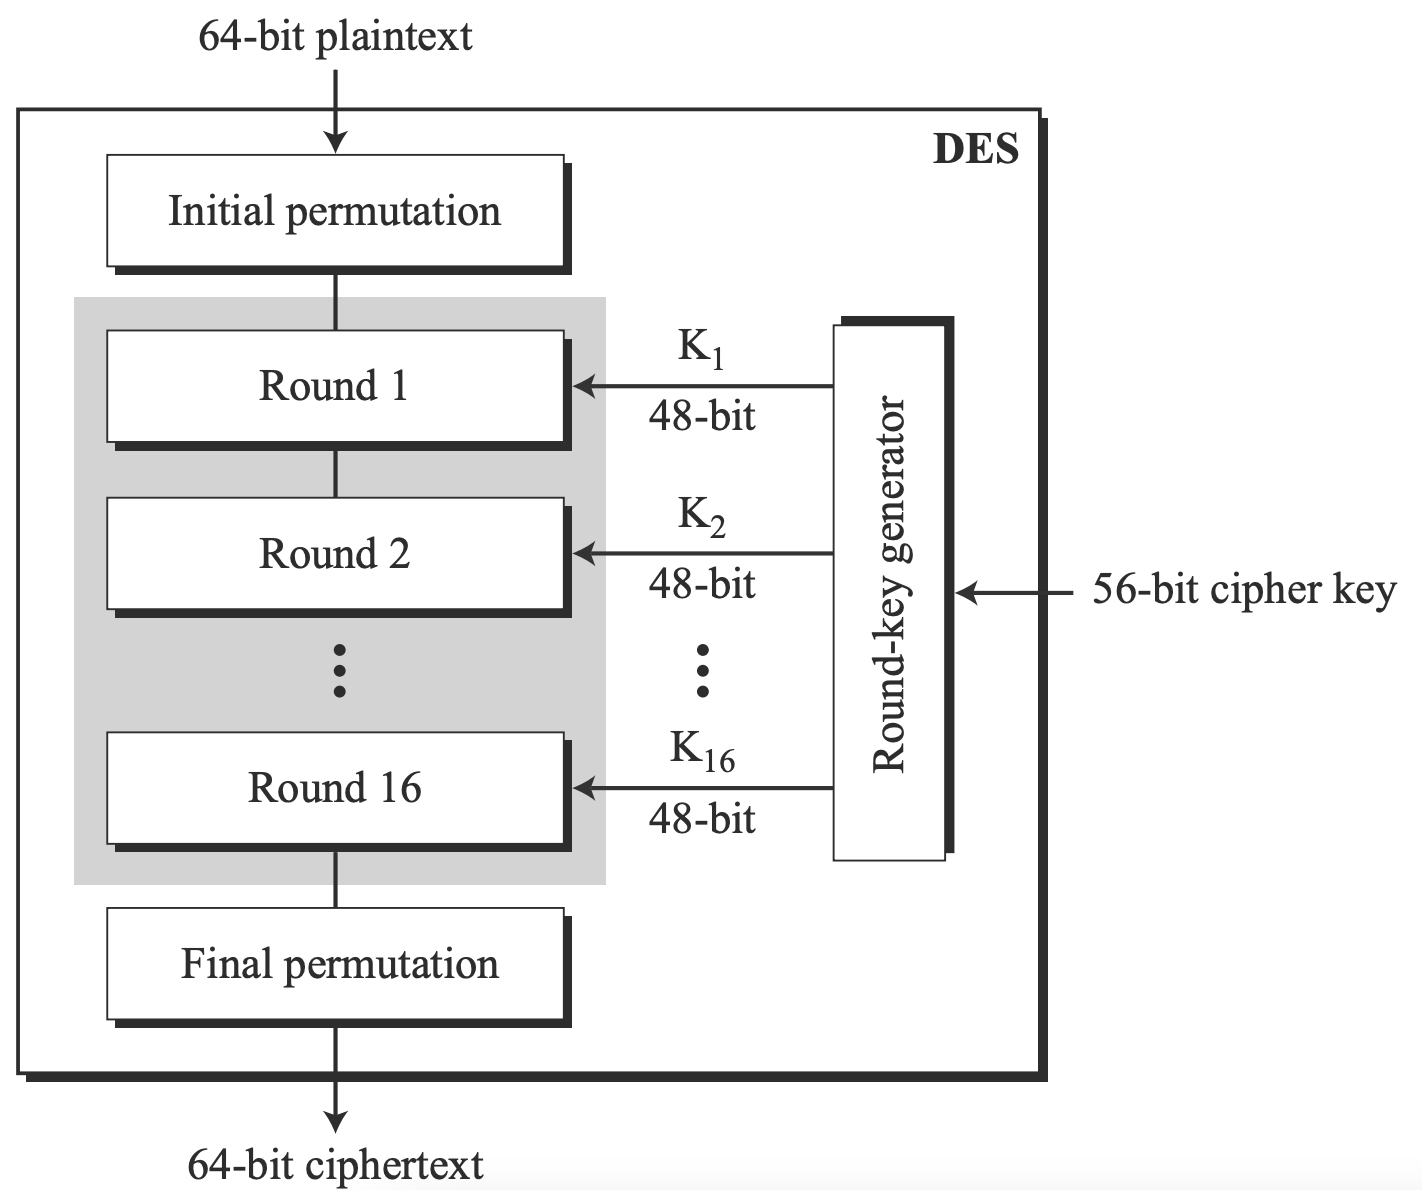 64-bit plaintext
DES
Initial permutation
Round 1
K₁
48-bit
Round 2
K₂
48-bit
Round-key generator
56-bit cipher key
Round 16
K₁₆
48-bit
Final permutation
64-bit ciphertext